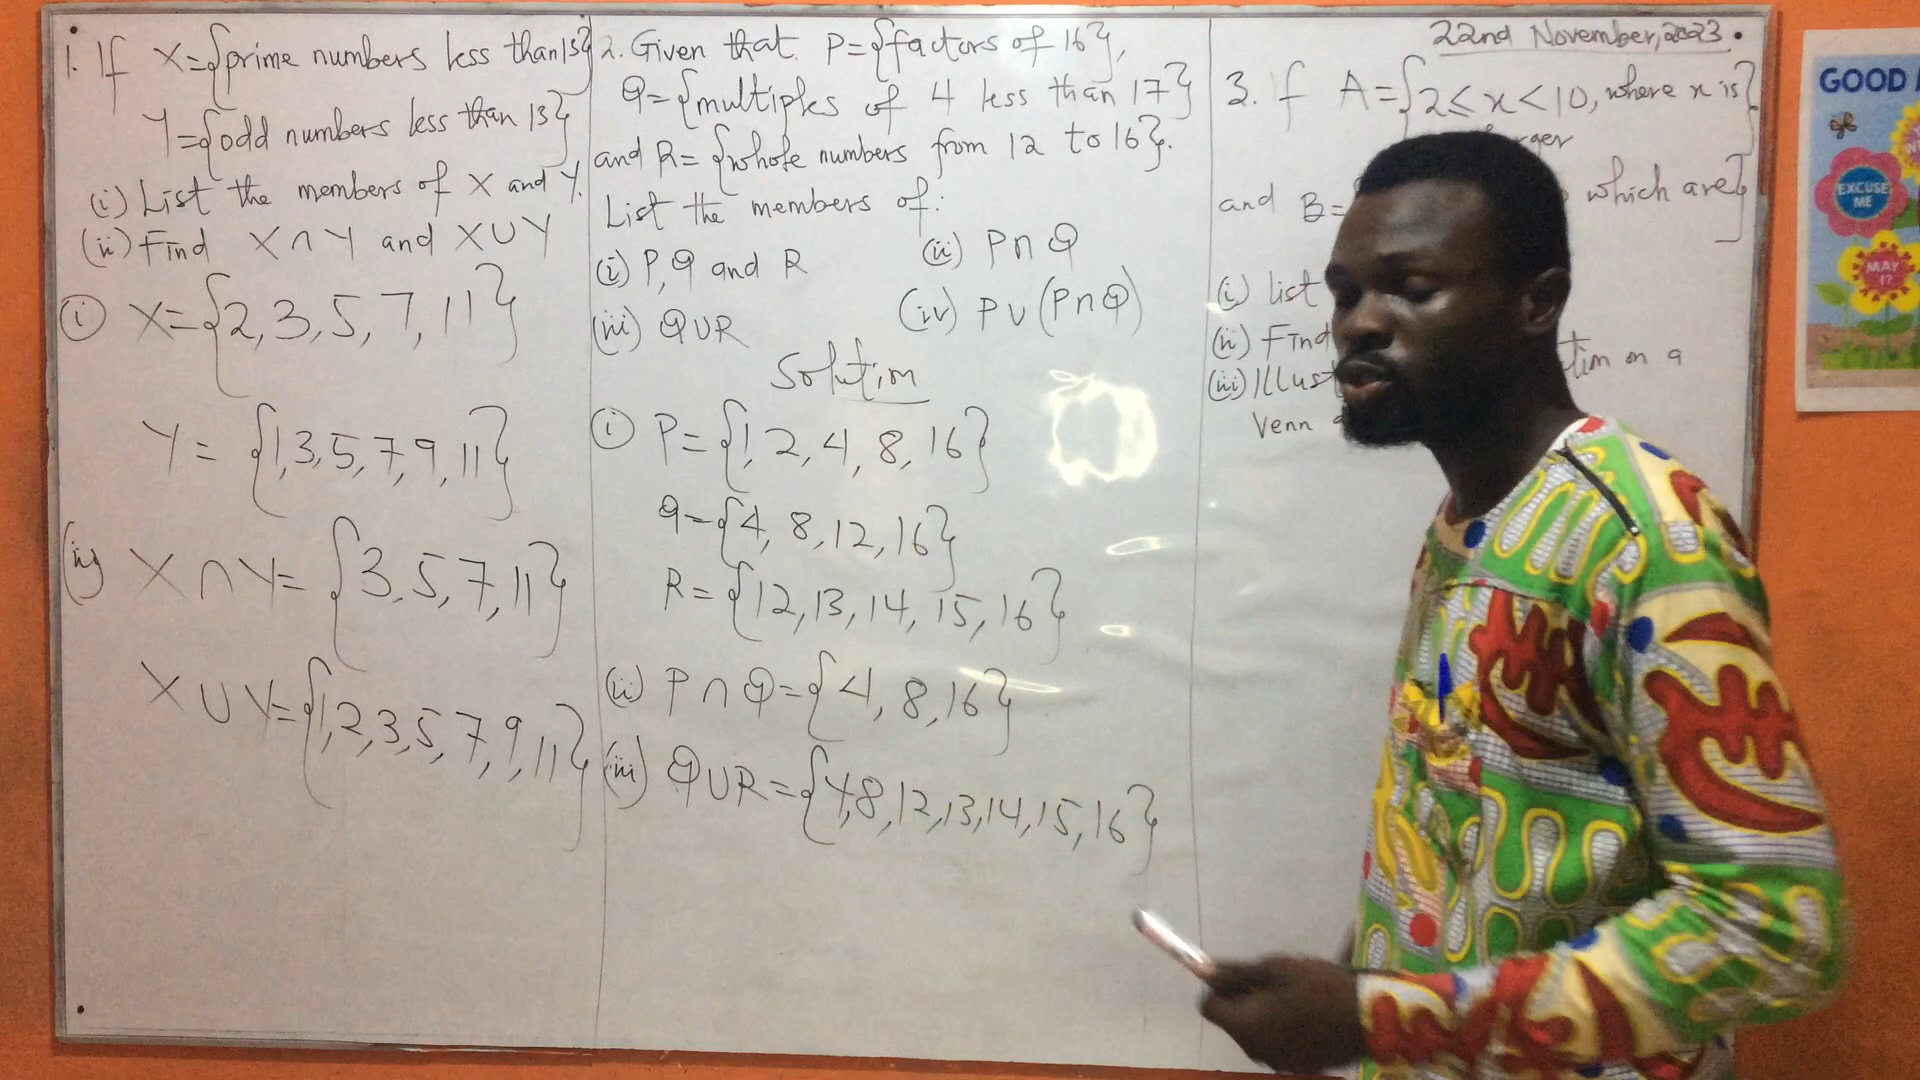 1. If X={prime numbers less than 13}
Y={odd numbers less than 13}
(i) List the members of X and Y.
(ii) Find X∩Y and X∪Y
(i) X={2,3,5,7,11}
Y={1,3,5,7,9,11}
(ii) X∩Y={3,5,7,11}
X∪Y={1,2,3,5,7,9,11}
2. Given that P={factors of 16},
Q={multiples of 4 less than 17}
and R={whole numbers from 12 to 16}.
List the members of:
(i) P,Q and R (ii) P∩Q
(iii) Q∪R (iv) P∪(P∩Q)
Solution
(i) P={1,2,4,8,16}
Q={4,8,12,16}
R={12,13,14,15,16}
(ii) P∩Q={4,8,16}
(iii) Q∪R={4,8,12,13,14,15,16}
22nd November,2023.
3. If A={2≤x<10, where x is}
and B= which are}
(i) List
(ii) Find
(iii) on a
Venn
GOOD
EXCUSE
ME
MAY
I?